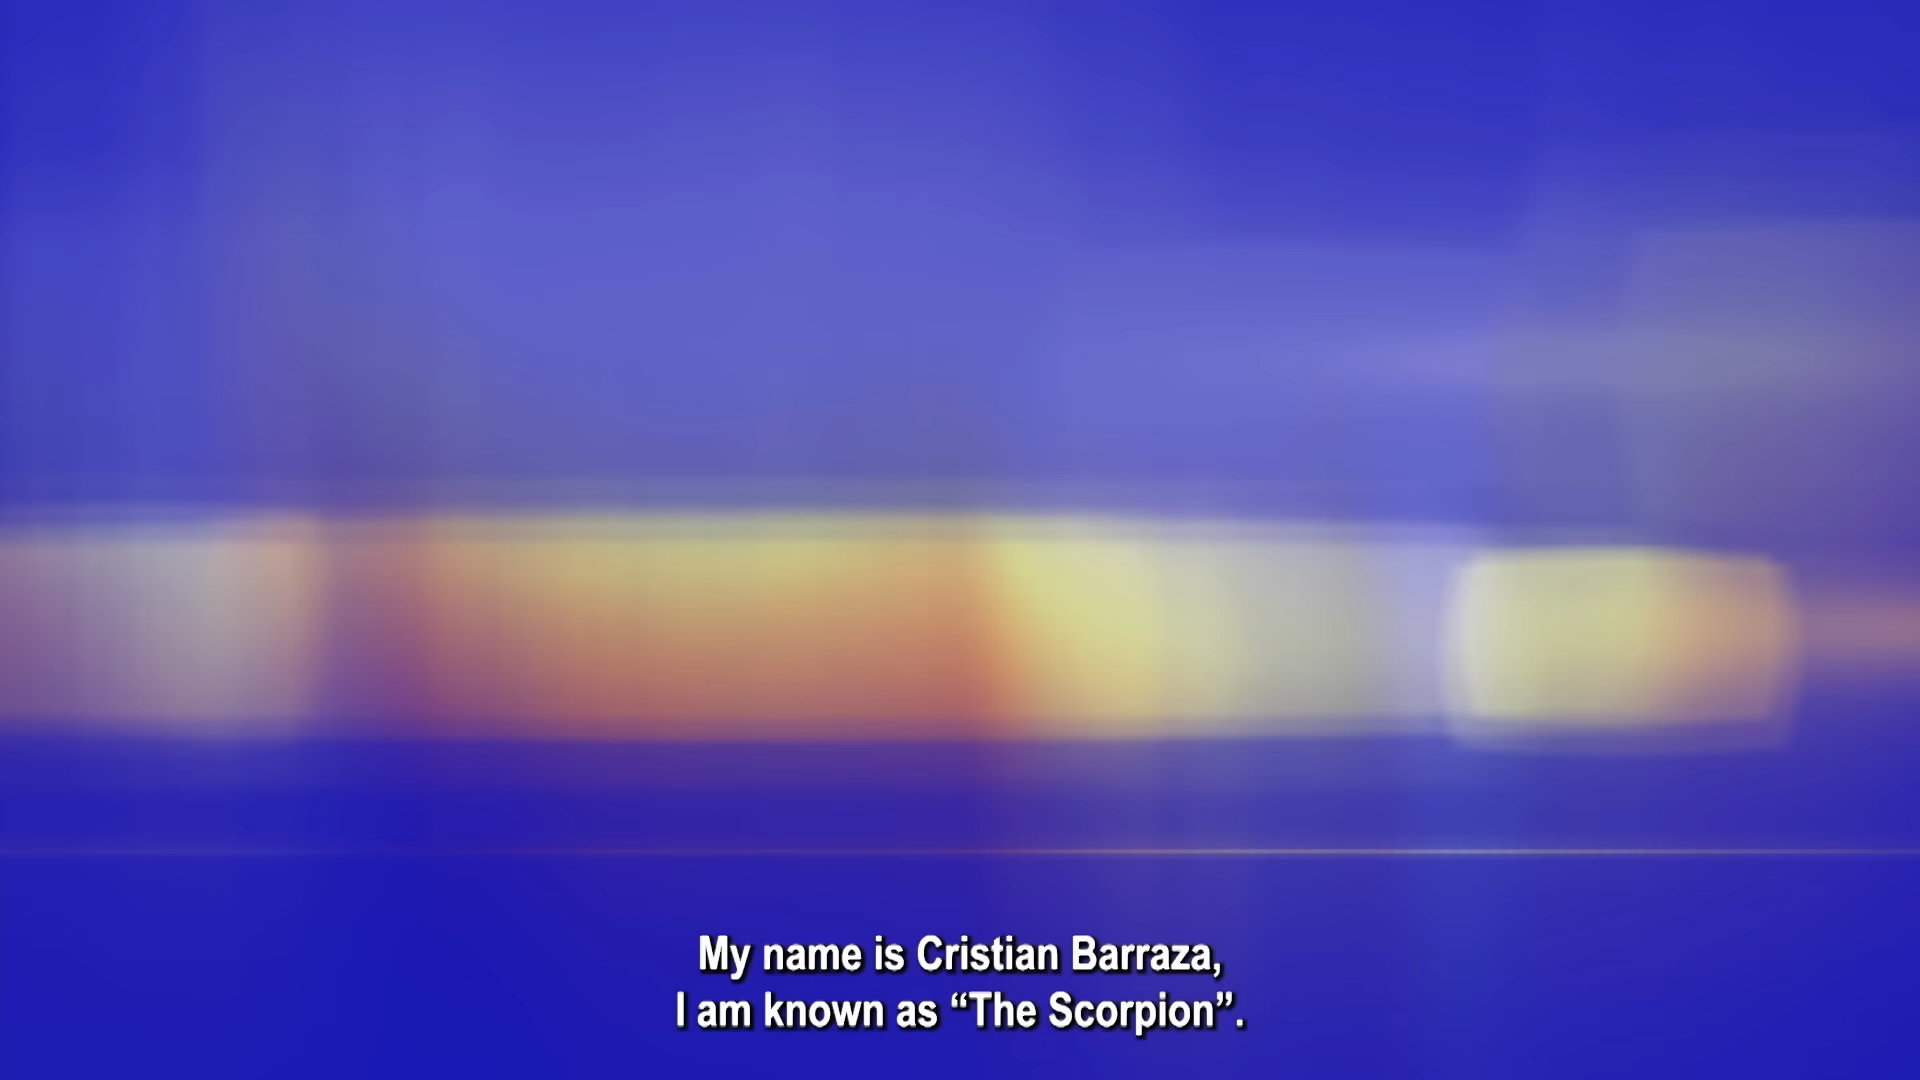 My name is Cristian Barraza,
I am known as “The Scorpion”.